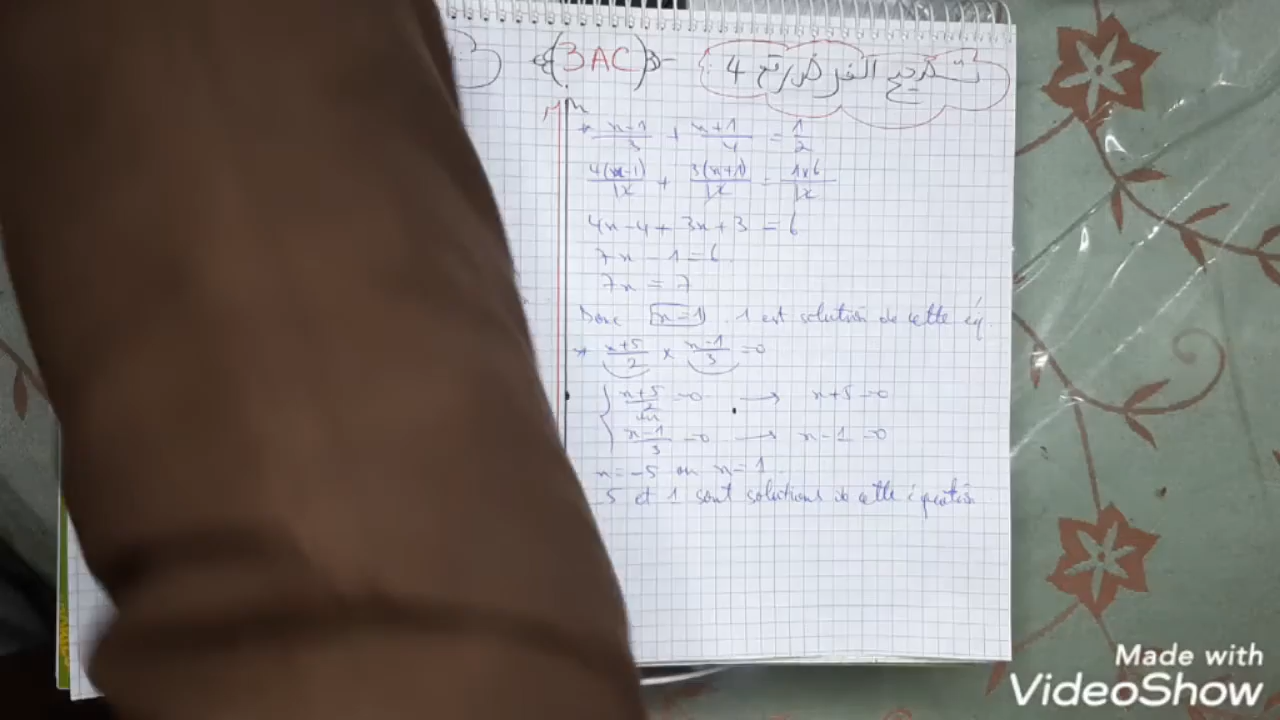 (3AC) تصحيح الفرض رقم 4
* x-1/3 + x+1/4 = 1/2
4(x-1)/12 + 3(x+1)/12 = 1x6/12
4x-4+3x+3 = 6
7x-1=6
7x = 7
Donc x=1 . 1 est solution de cette éq.
* x+5/2 x x-1/3 =0
x+5/2 =0 → x+5=0
x-1/3 =0 → x-1=0
x=-5 ou x=1
5 et 1 sont solutions de cette équation
Made with
VideoShow